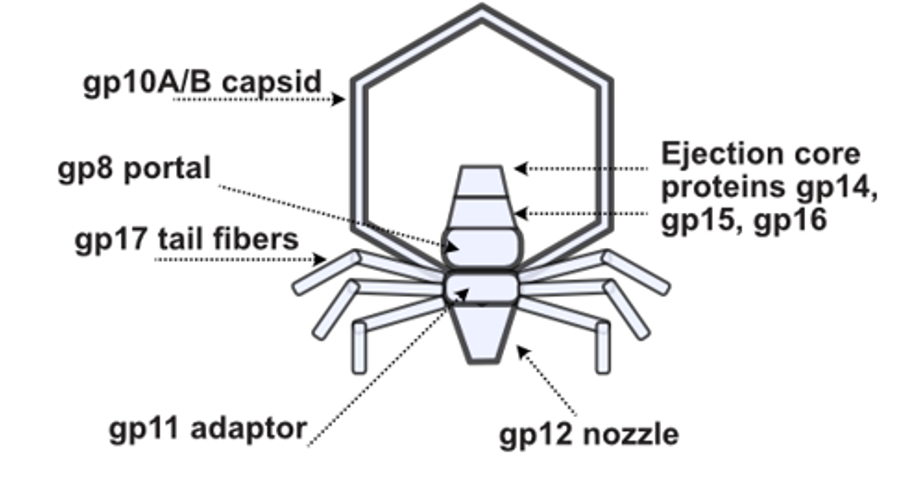 gp10A/B capsid
gp8 portal
gp17 tail fibers
Ejection core
proteins gp14,
gp15, gp16
gp11 adaptor
gp12 nozzle